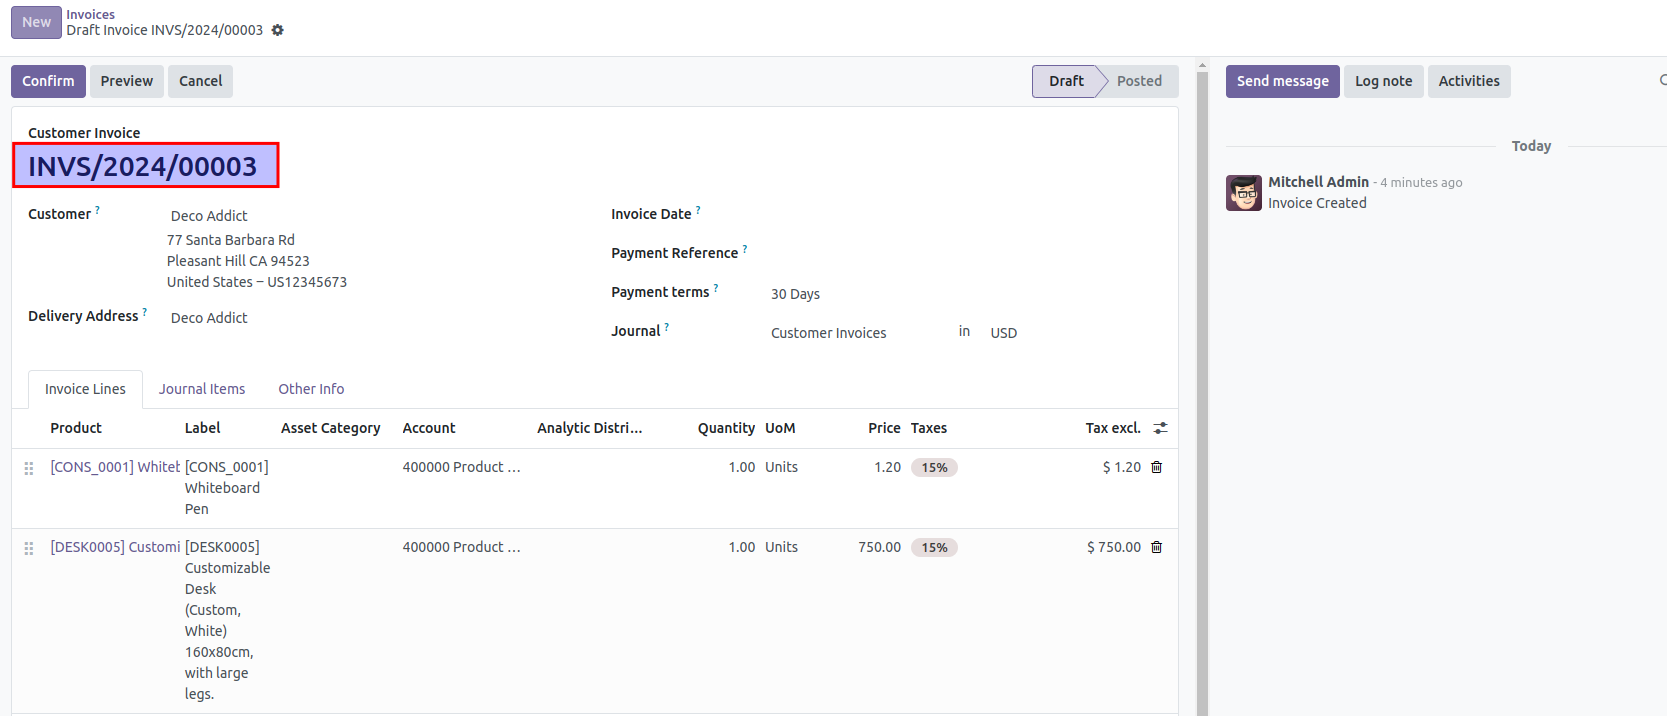 New
Invoices
Draft Invoice INVS/2024/00003
Confirm Preview Cancel
Draft Posted
Send message Log note Activities
Customer Invoice
INVS/2024/00003
Customer ?
Deco Addict
77 Santa Barbara Rd
Pleasant Hill CA 94523
United States – US12345673
Delivery Address ?
Deco Addict
Invoice Date ?
Payment Reference ?
Payment terms ? 30 Days
Journal ? Customer Invoices in USD
Today
Mitchell Admin - 4 minutes ago
Invoice Created
Invoice Lines Journal Items Other Info
Product Label Asset Category Account Analytic Distri... Quantity UoM Price Taxes Tax excl.
[CONS_0001] Whiteb [CONS_0001] 400000 Product ... 1.00 Units 1.20 15% $ 1.20
Whiteboard
Pen
[DESK0005] Customi [DESK0005] 400000 Product ... 1.00 Units 750.00 15% $ 750.00
Customizable
Desk
(Custom,
White)
160x80cm,
with large
legs.